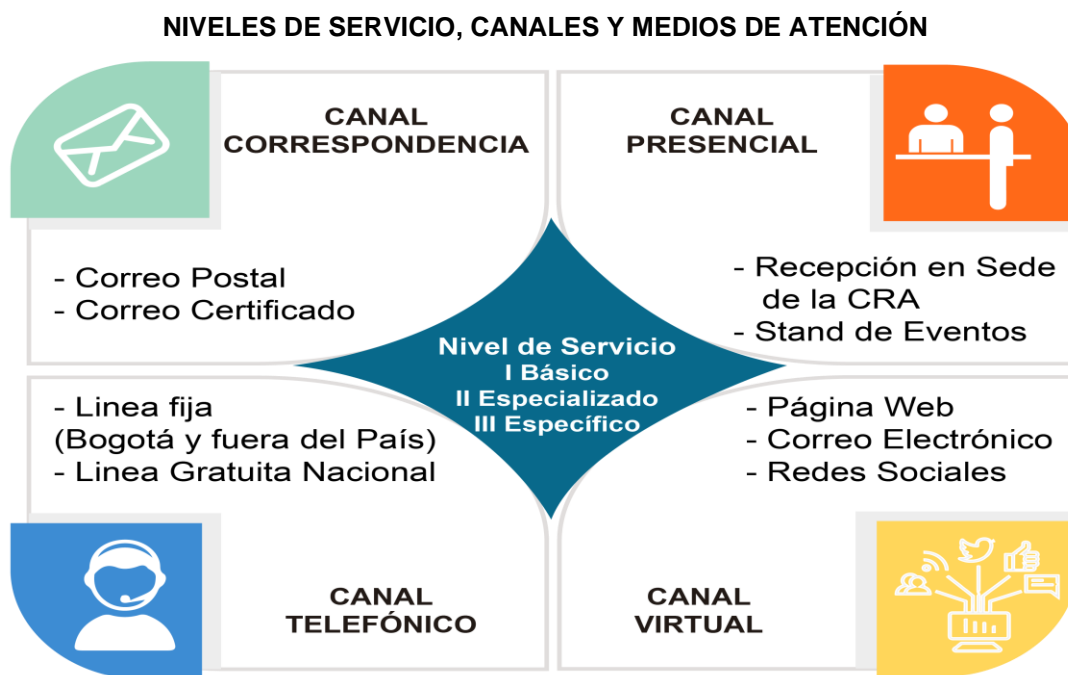 NIVELES DE SERVICIO, CANALES Y MEDIOS DE ATENCIÓN
CANAL
CORRESPONDENCIA
- Correo Postal
- Correo Certificado
CANAL
PRESENCIAL
- Recepción en Sede
de la CRA
- Stand de Eventos
Nivel de Servicio
I Básico
II Especializado
III Específico
- Linea fija
(Bogotá y fuera del País)
- Linea Gratuita Nacional
CANAL
TELEFÓNICO
- Página Web
- Correo Electrónico
- Redes Sociales
CANAL
VIRTUAL